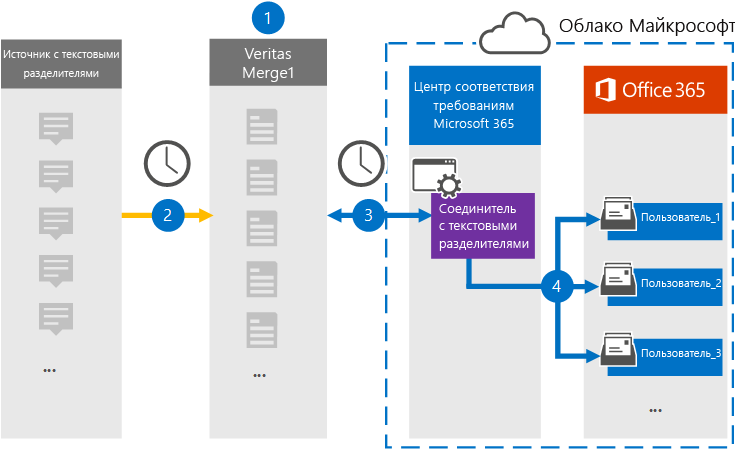 1
Облако Майкрософт
Источник с текстовыми
разделителями
Veritas
Merge1
Центр соответствия
требованиям
Microsoft 365
Office 365
2
3
Соединитель
с текстовыми
разделителями
4
Пользователь_1
Пользователь_2
Пользователь_3
...
...
...